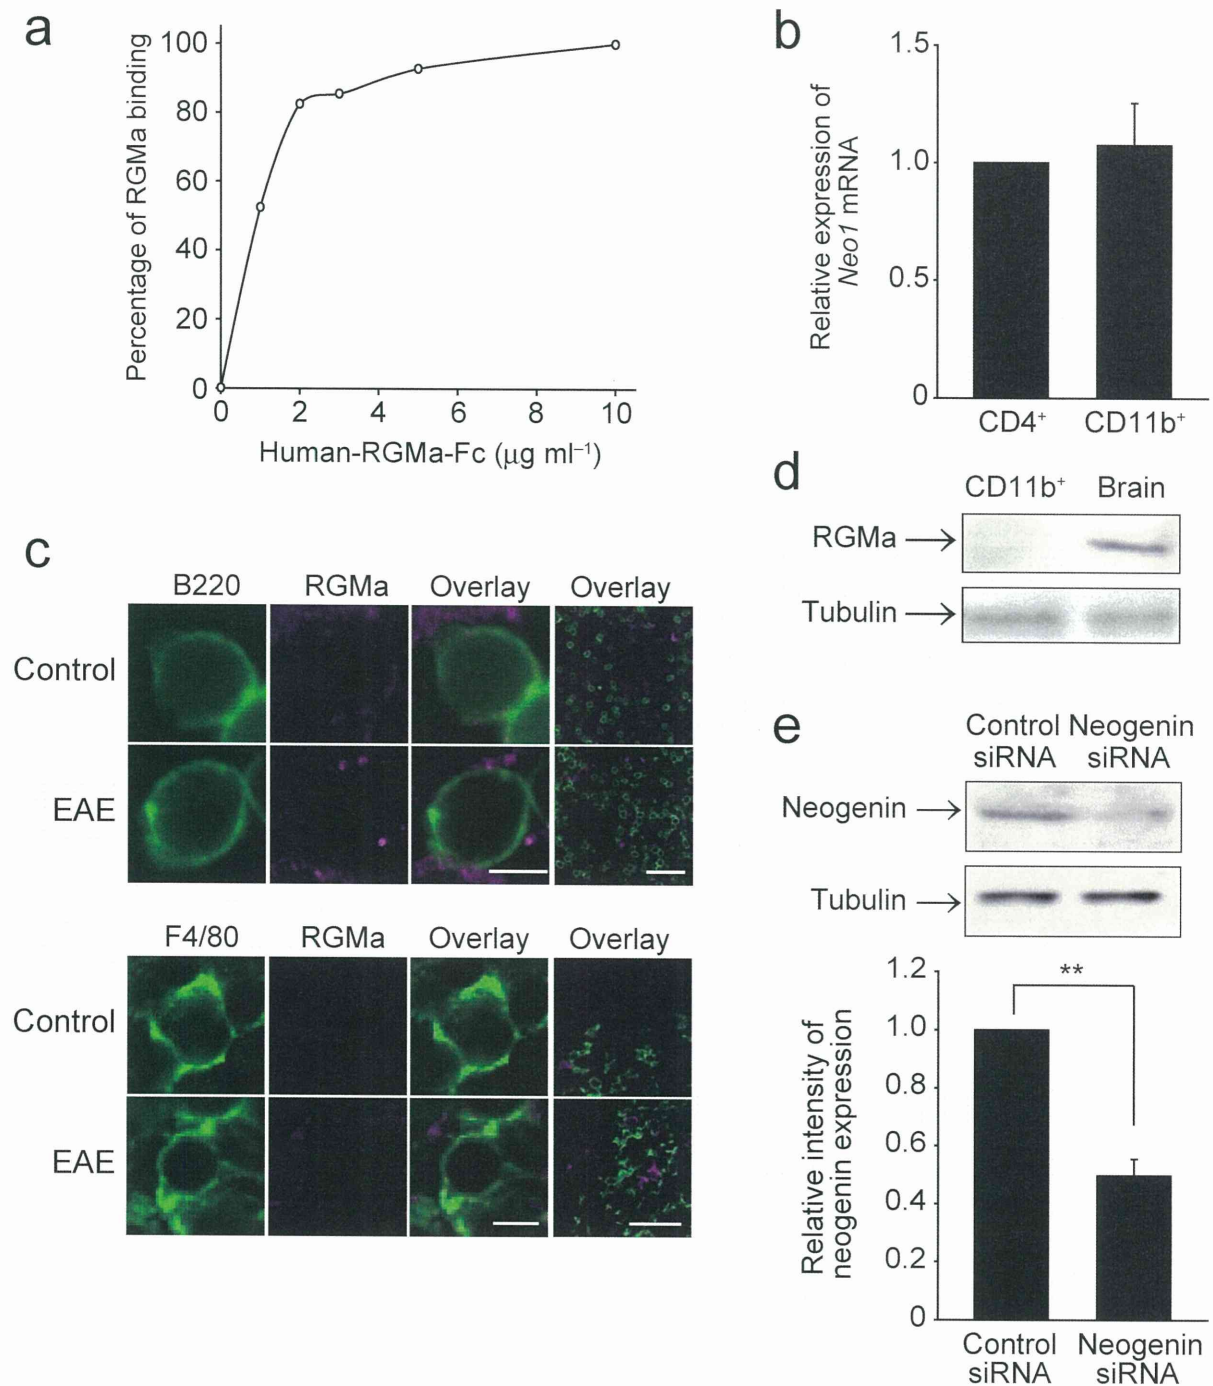 a
Percentage of RGMa binding
100
80
60
40
20
0
0 2 4 6 8 10
Human-RGMa-Fc (μg ml⁻¹)
b
Relative expression of
Neo1 mRNA
1.5
1.0
0.5
0
CD4⁺ CD11b⁺
c
B220 RGMa Overlay Overlay
Control
EAE
F4/80 RGMa Overlay Overlay
Control
EAE
d
CD11b⁺ Brain
RGMa
Tubulin
e
Control Neogenin
siRNA siRNA
Neogenin
Tubulin
Relative intensity of
neogenin expression
1.2
1.0
0.8
0.6
0.4
0.2
0
**
Control Neogenin
siRNA siRNA